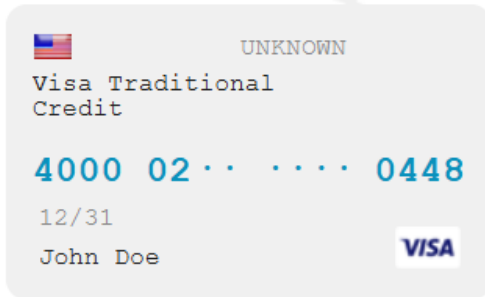 UNKNOWN
Visa Traditional
Credit
4000 02·· ···· 0448
12/31
John Doe
VISA